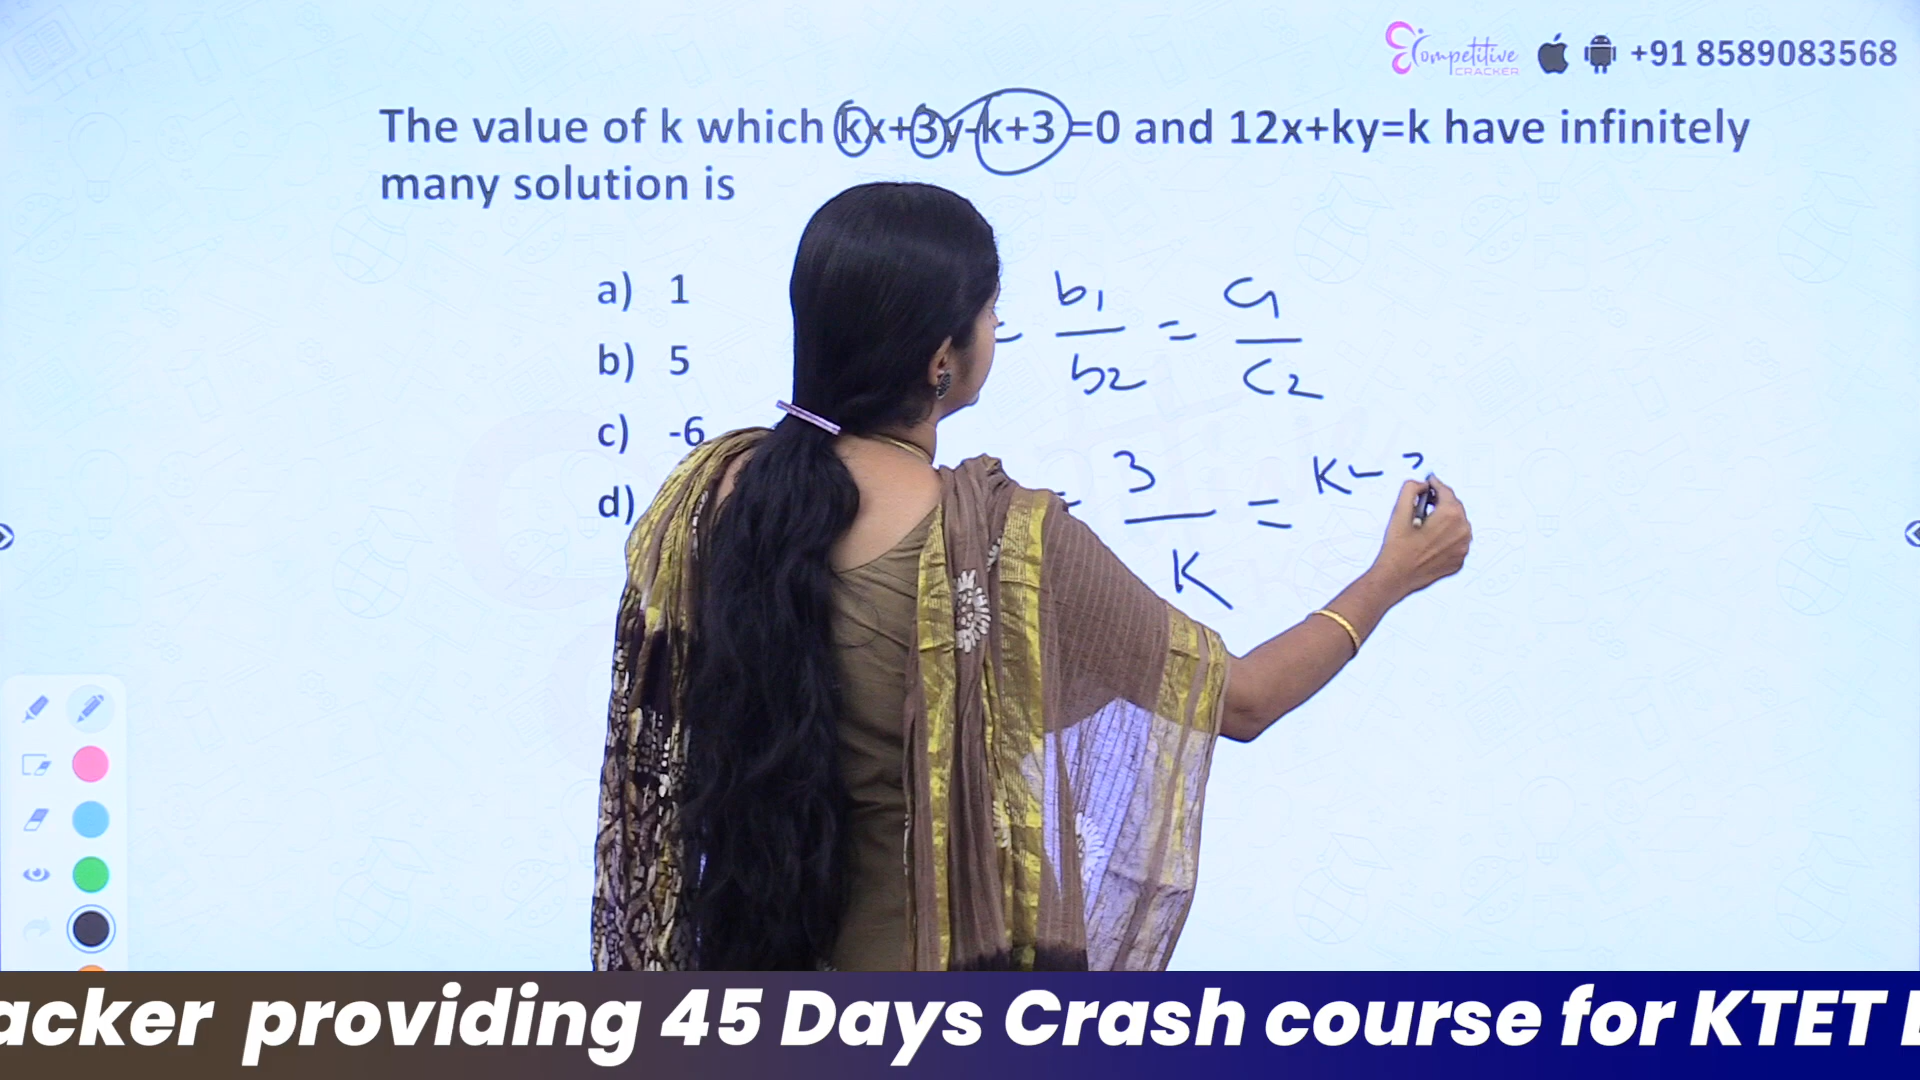 Competitive
CRACKER
+91 8589083568
The value of k which kx+3y-k+3=0 and 12x+ky=k have infinitely
many solution is
a) 1
b) 5
c) -6
d)
= b1/b2 = c1/c2
= 3/K = K-
acker providing 45 Days Crash course for KTET